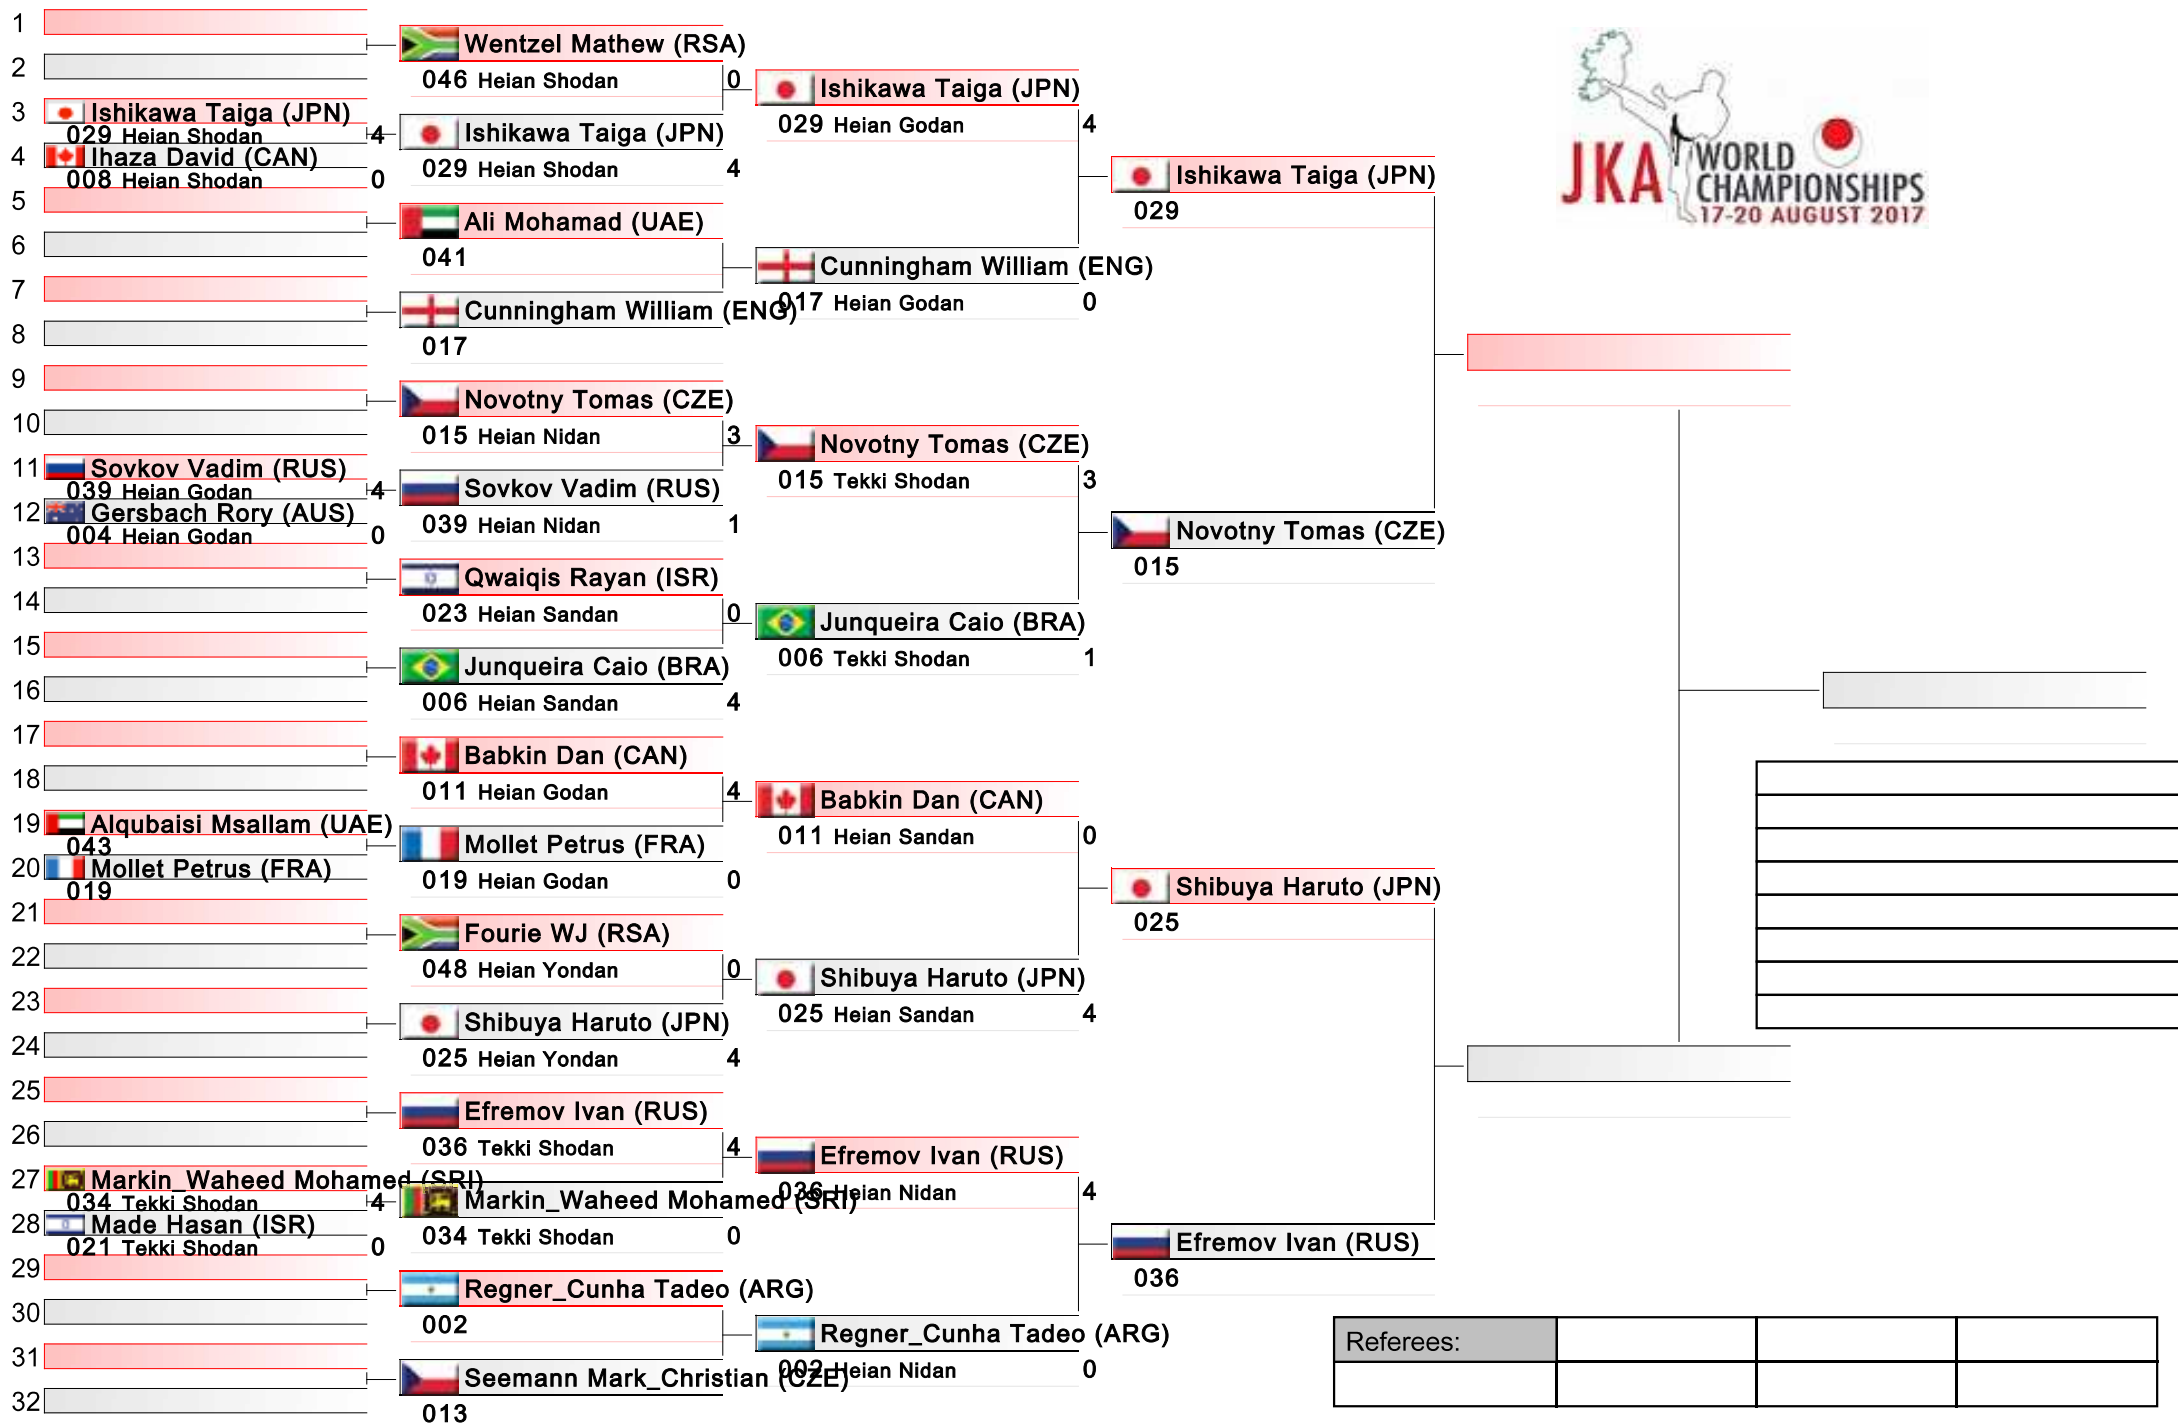 1
2
3 Ishikawa Taiga (JPN)
029 Heian Shodan 4
4 Ihaza David (CAN)
008 Heian Shodan 0
5
6
7
8
9
10
11 Sovkov Vadim (RUS)
039 Heian Godan 4
12 Gersbach Rory (AUS)
004 Heian Godan 0
13
14
15
16
17
18
19 Alqubaisi Msallam (UAE)
043
20 Mollet Petrus (FRA)
019
21
22
23
24
25
26
27 Markin_Waheed Mohamed (SRI)
034 Tekki Shodan 4
28 Made Hasan (ISR)
021 Tekki Shodan 0
29
30
31
32
Wentzel Mathew (RSA)
046 Heian Shodan 0
Ishikawa Taiga (JPN)
029 Heian Shodan 4
Ali Mohamad (UAE)
041
Cunningham William (ENG)
017
Novotny Tomas (CZE)
015 Heian Nidan 3
Sovkov Vadim (RUS)
039 Heian Nidan 1
Qwaiqis Rayan (ISR)
023 Heian Sandan 0
Junqueira Caio (BRA)
006 Heian Sandan 4
Babkin Dan (CAN)
011 Heian Godan 4
Mollet Petrus (FRA)
019 Heian Godan 0
Fourie WJ (RSA)
048 Heian Yondan 0
Shibuya Haruto (JPN)
025 Heian Yondan 4
Efremov Ivan (RUS)
036 Tekki Shodan 4
Markin_Waheed Mohamed (SRI)
034 Tekki Shodan 0
Regner_Cunha Tadeo (ARG)
002
Seemann Mark_Christian (CZE)
013
Ishikawa Taiga (JPN)
029 Heian Godan 4
Cunningham William (ENG)
017 Heian Godan 0
Novotny Tomas (CZE)
015 Tekki Shodan 3
Junqueira Caio (BRA)
006 Tekki Shodan 1
Babkin Dan (CAN)
011 Heian Sandan 0
Shibuya Haruto (JPN)
025 Heian Sandan 4
Efremov Ivan (RUS)
036 Heian Nidan 4
Regner_Cunha Tadeo (ARG)
002 Heian Nidan 0
Ishikawa Taiga (JPN)
029
Novotny Tomas (CZE)
015
Shibuya Haruto (JPN)
025
Efremov Ivan (RUS)
036
JKA WORLD
CHAMPIONSHIPS
17-20 AUGUST 2017
Referees: